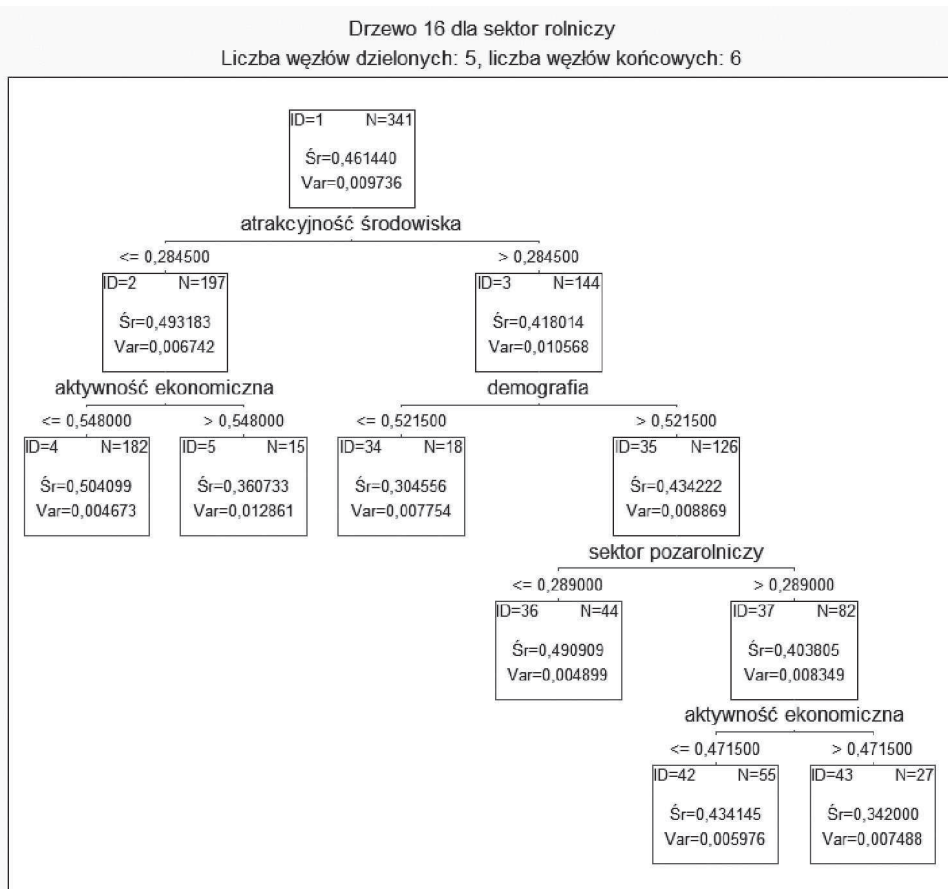 Drzewo 16 dla sektor rolniczy
Liczba węzłów dzielonych: 5, liczba węzłów końcowych: 6
ID=1 N=341
Śr=0,461440
Var=0,009736
atrakcyjność środowiska
<= 0,284500 > 0,284500
ID=2 N=197 ID=3 N=144
Śr=0,493183 Śr=0,418014
Var=0,006742 Var=0,010568
aktywność ekonomiczna demografia
<= 0,548000 > 0,548000 <= 0,521500 > 0,521500
ID=4 N=182 ID=5 N=15 ID=34 N=18 ID=35 N=126
Śr=0,504099 Śr=0,360733 Śr=0,304556 Śr=0,434222
Var=0,004673 Var=0,012861 Var=0,007754 Var=0,008869
sektor pozarolniczy
<= 0,289000 > 0,289000
ID=36 N=44 ID=37 N=82
Śr=0,490909 Śr=0,403805
Var=0,004899 Var=0,008349
aktywność ekonomiczna
<= 0,471500 > 0,471500
ID=42 N=55 ID=43 N=27
Śr=0,434145 Śr=0,342000
Var=0,005976 Var=0,007488